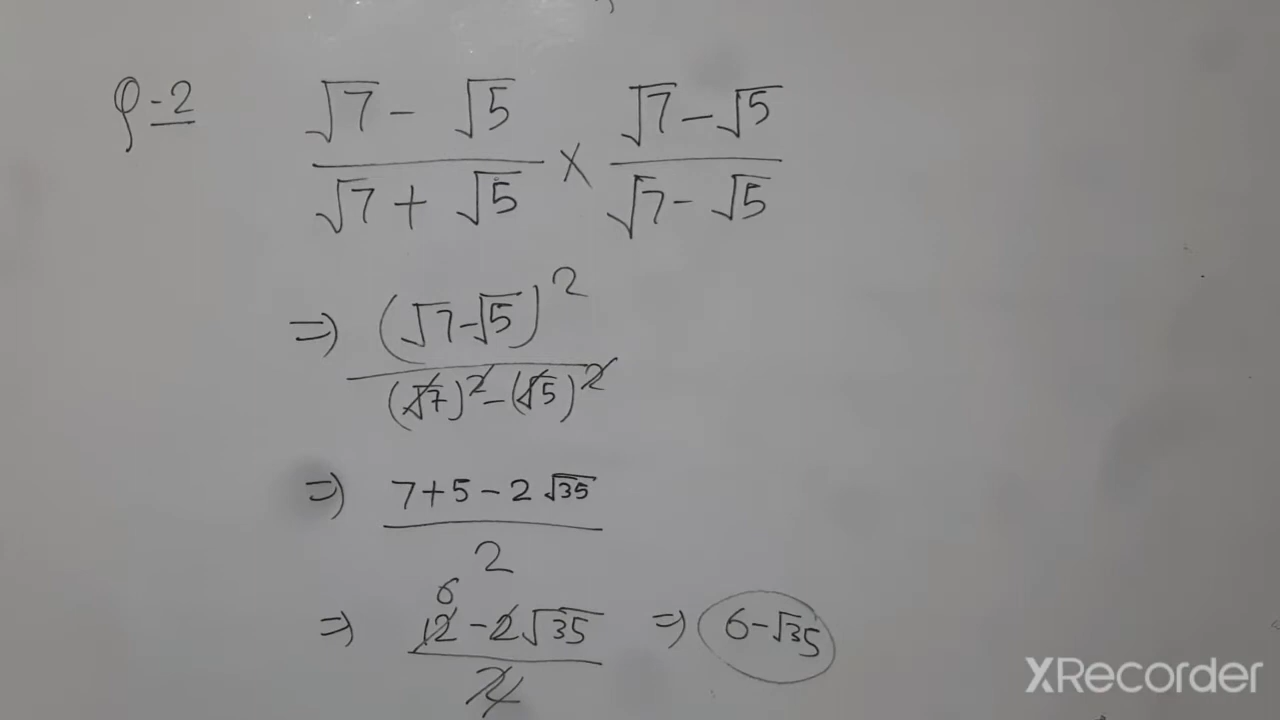 Q-2
√7 - √5 / √7 + √5 × √7 - √5 / √7 - √5
=> (√7-√5)² / (√7)² - (√5)²
=> 7+5-2√35 / 2
6
=> 12 - 2√35 / 2 => 6-√35
XRecorder